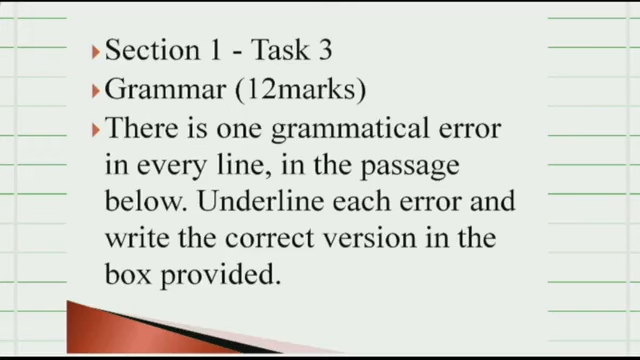 Section 1 - Task 3
Grammar (12marks)
There is one grammatical error
in every line, in the passage
below. Underline each error and
write the correct version in the
box provided.